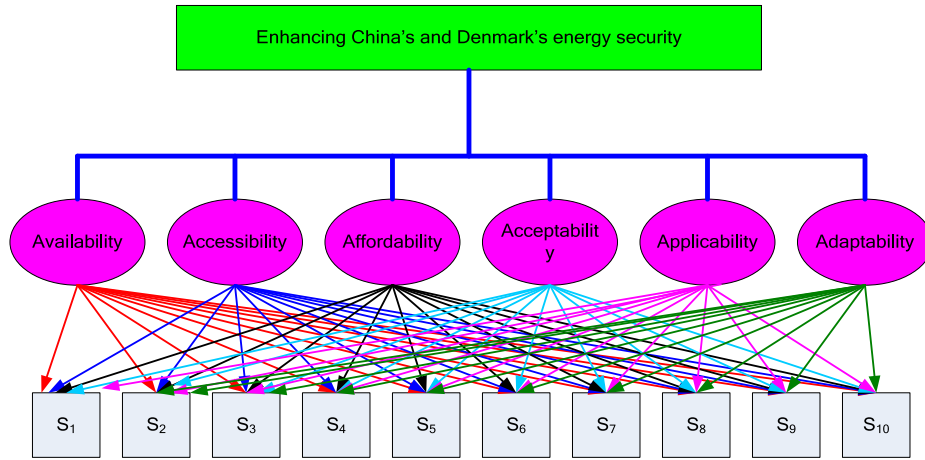 Enhancing China's and Denmark's energy security
Availability
Accessibility
Affordability
Acceptabilit
y
Applicability
Adaptability
S1
S2
S3
S4
S5
S6
S7
S8
S9
S10